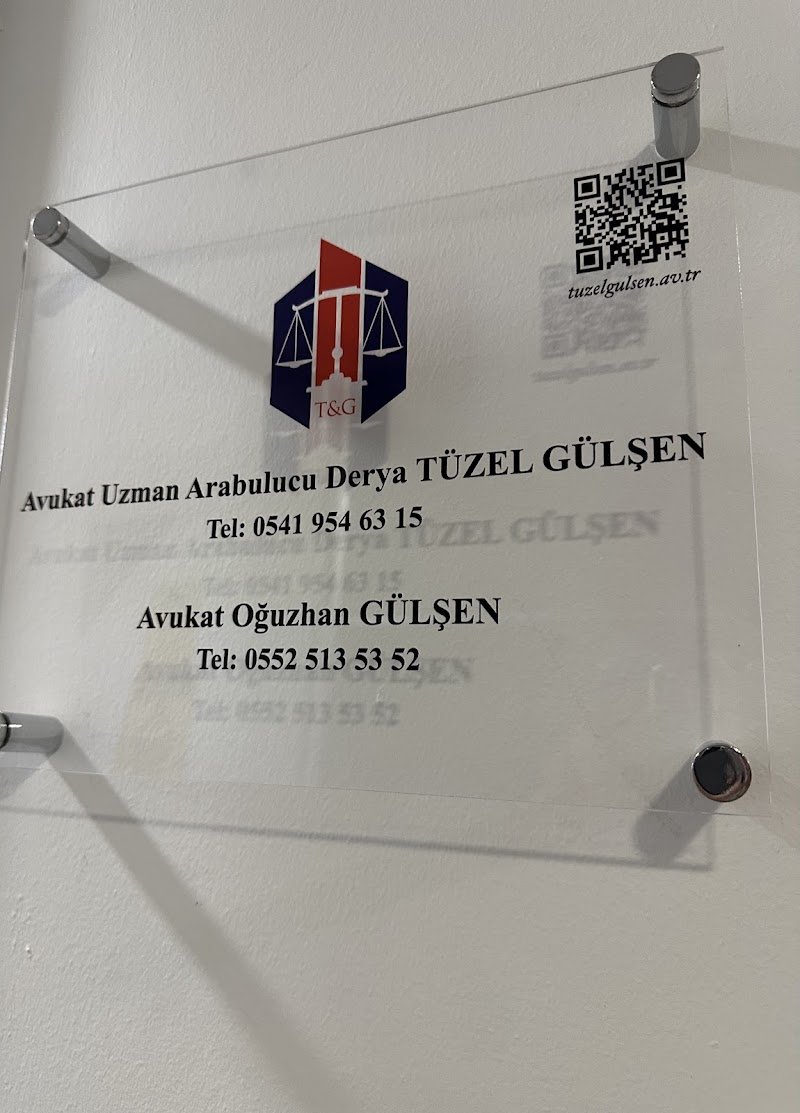 tuzelgulsen.av.tr
T&G
Avukat Uzman Arabulucu Derya TÜZEL GÜLŞEN
Tel: 0541 954 63 15
Avukat Oğuzhan GÜLŞEN
Tel: 0552 513 53 52